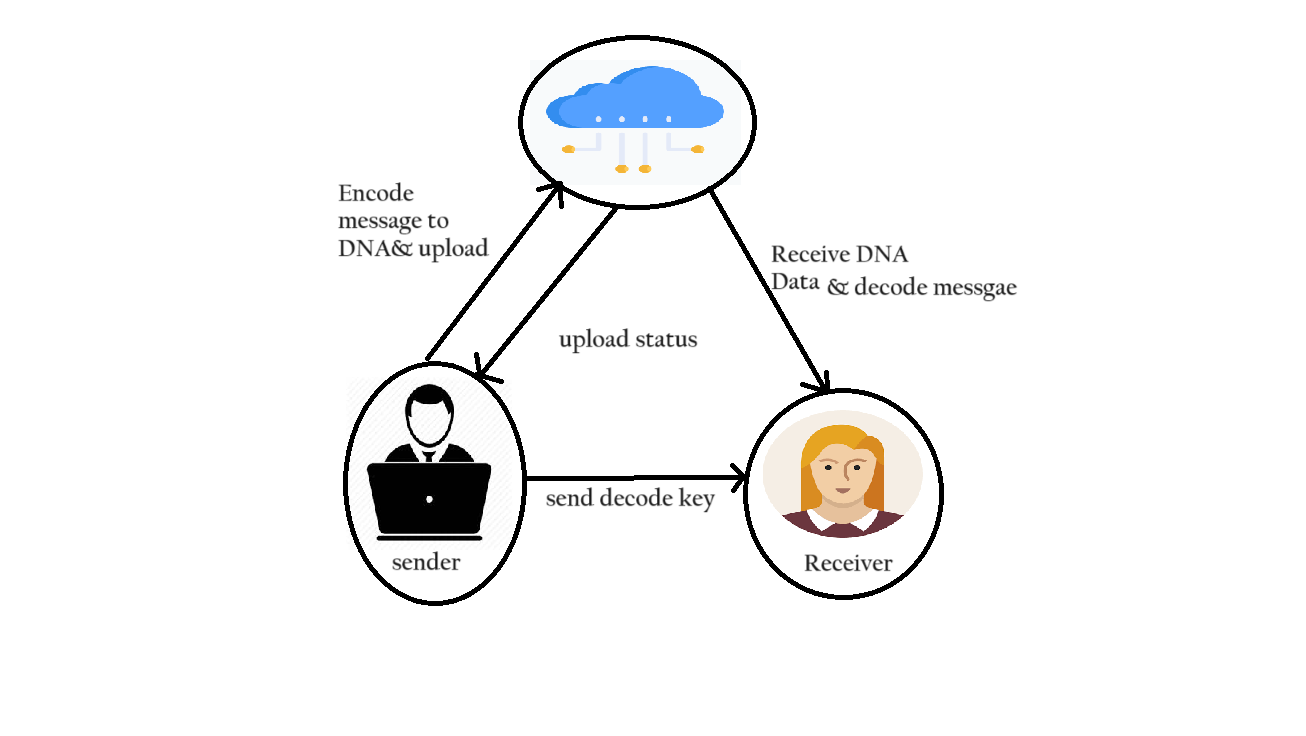 Encode
message to
DNA& upload
Receive DNA
Data & decode messgae
upload status
send decode key
sender
Receiver